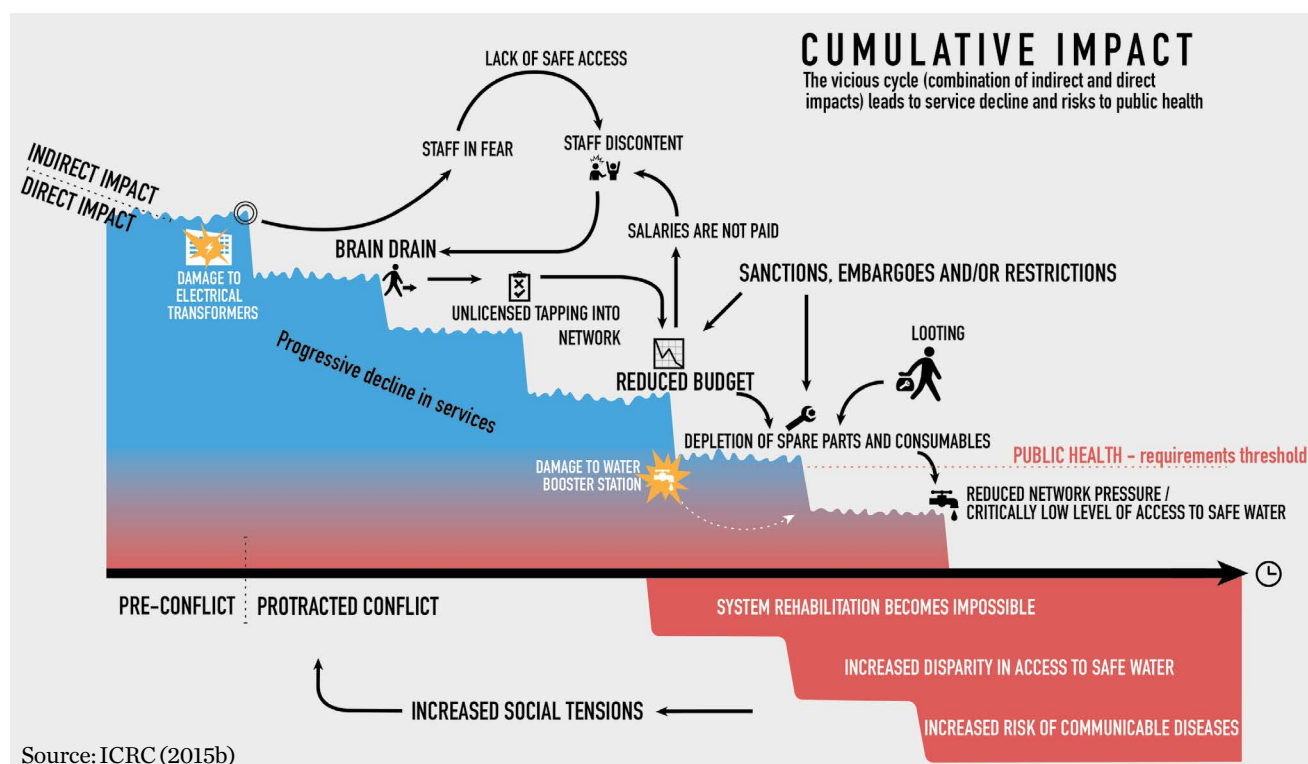 CUMULATIVE IMPACT
The vicious cycle (combination of indirect and direct
impacts) leads to service decline and risks to public health
LACK OF SAFE ACCESS
STAFF IN FEAR
STAFF DISCONTENT
INDIRECT IMPACT
DIRECT IMPACT
SALARIES ARE NOT PAID
BRAIN DRAIN
DAMAGE TO
ELECTRICAL
TRANSFORMERS
SANCTIONS, EMBARGOES AND/OR RESTRICTIONS
UNLICENSED TAPPING INTO
NETWORK
LOOTING
Progressive decline in services
REDUCED BUDGET
DEPLETION OF SPARE PARTS AND CONSUMABLES
PUBLIC HEALTH – requirements threshold
DAMAGE TO WATER
BOOSTER STATION
REDUCED NETWORK PRESSURE /
CRITICALLY LOW LEVEL OF ACCESS TO SAFE WATER
PRE-CONFLICT
PROTRACTED CONFLICT
SYSTEM REHABILITATION BECOMES IMPOSSIBLE
INCREASED DISPARITY IN ACCESS TO SAFE WATER
INCREASED SOCIAL TENSIONS
INCREASED RISK OF COMMUNICABLE DISEASES
Source: ICRC (2015b)